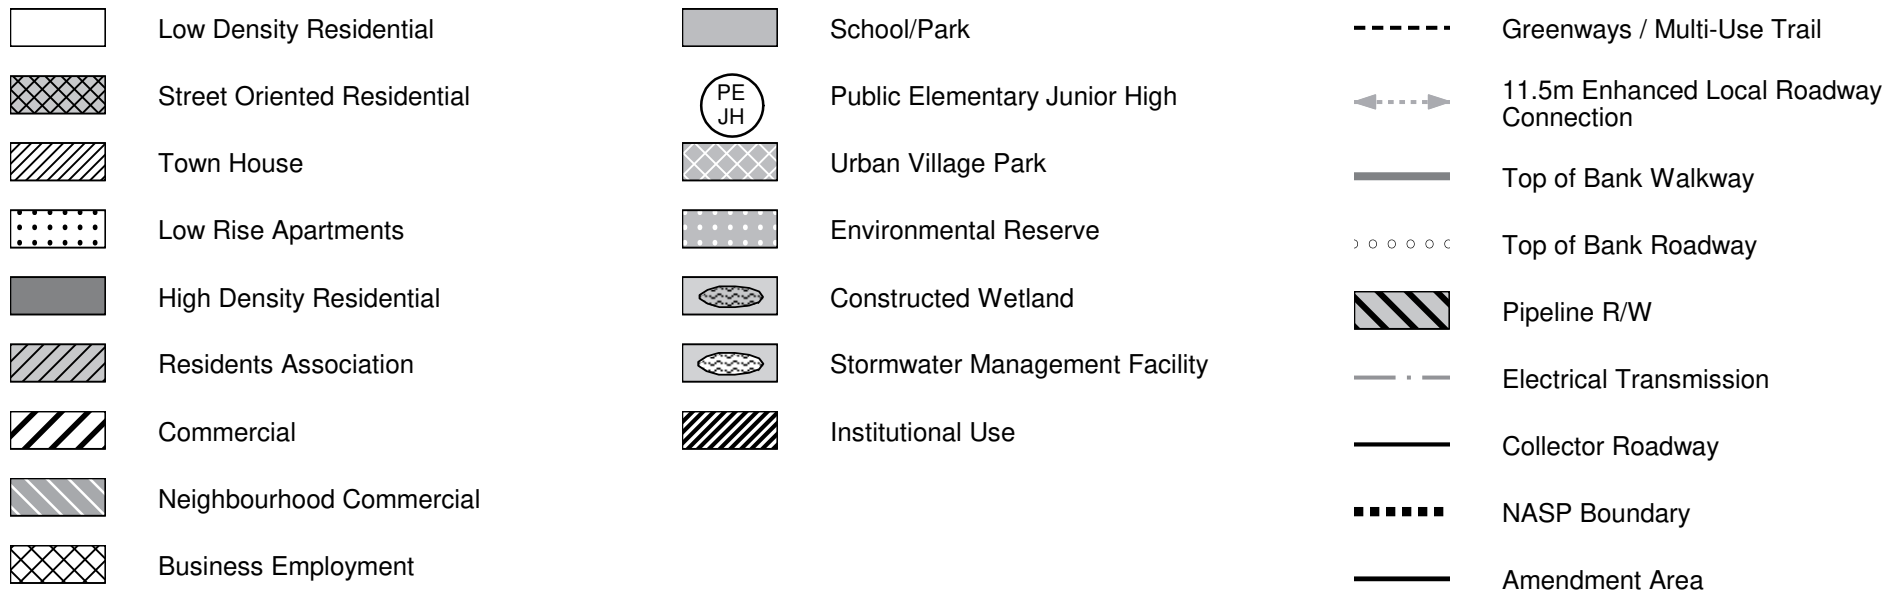 Low Density Residential
Street Oriented Residential
Town House
Low Rise Apartments
High Density Residential
Residents Association
Commercial
Neighbourhood Commercial
Business Employment
School/Park
PE
JH
Public Elementary Junior High
Urban Village Park
Environmental Reserve
Constructed Wetland
Stormwater Management Facility
Institutional Use
Greenways / Multi-Use Trail
11.5m Enhanced Local Roadway
Connection
Top of Bank Walkway
Top of Bank Roadway
Pipeline R/W
Electrical Transmission
Collector Roadway
NASP Boundary
Amendment Area